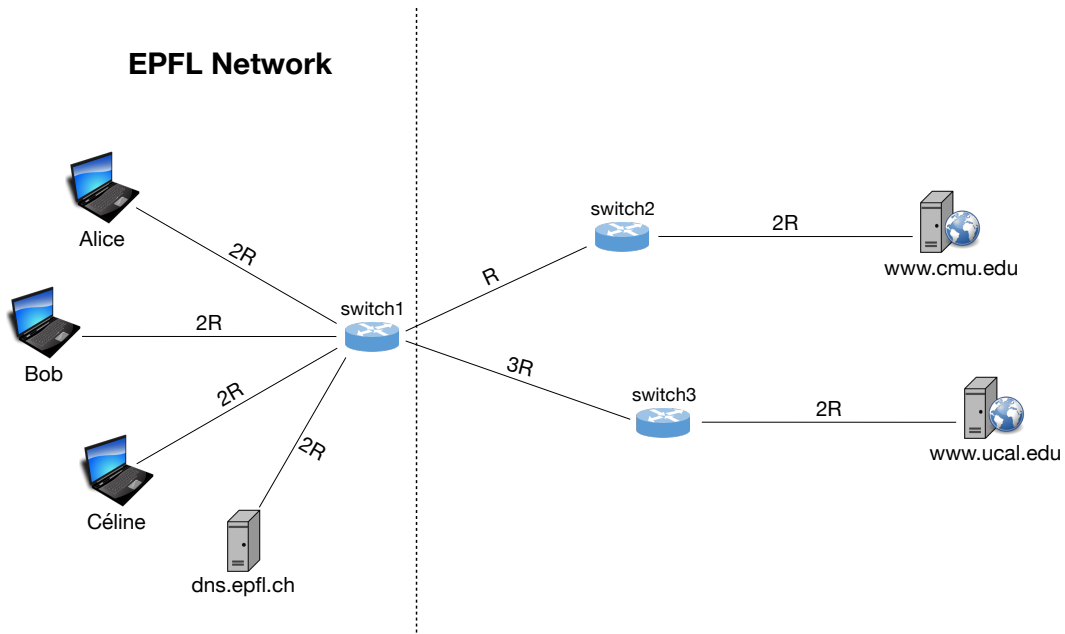 EPFL Network
Alice
2R
switch1
Bob
2R
2R
Céline
2R
dns.epfl.ch
switch2
R
2R
www.cmu.edu
3R
switch3
2R
www.ucal.edu